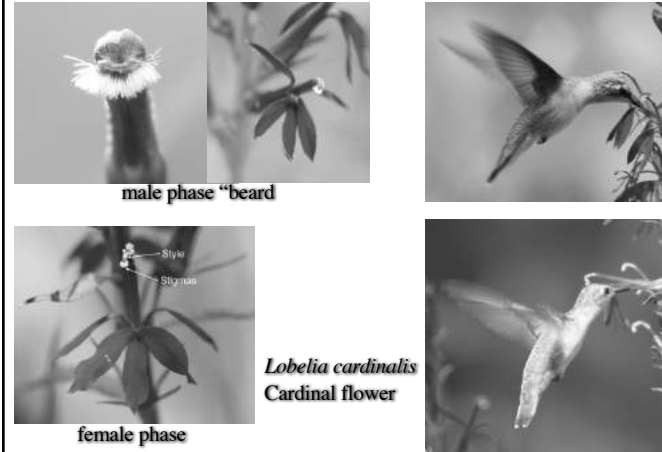 male phase “beard
Style
Stigmas
Lobelia cardinalis
Cardinal flower
female phase